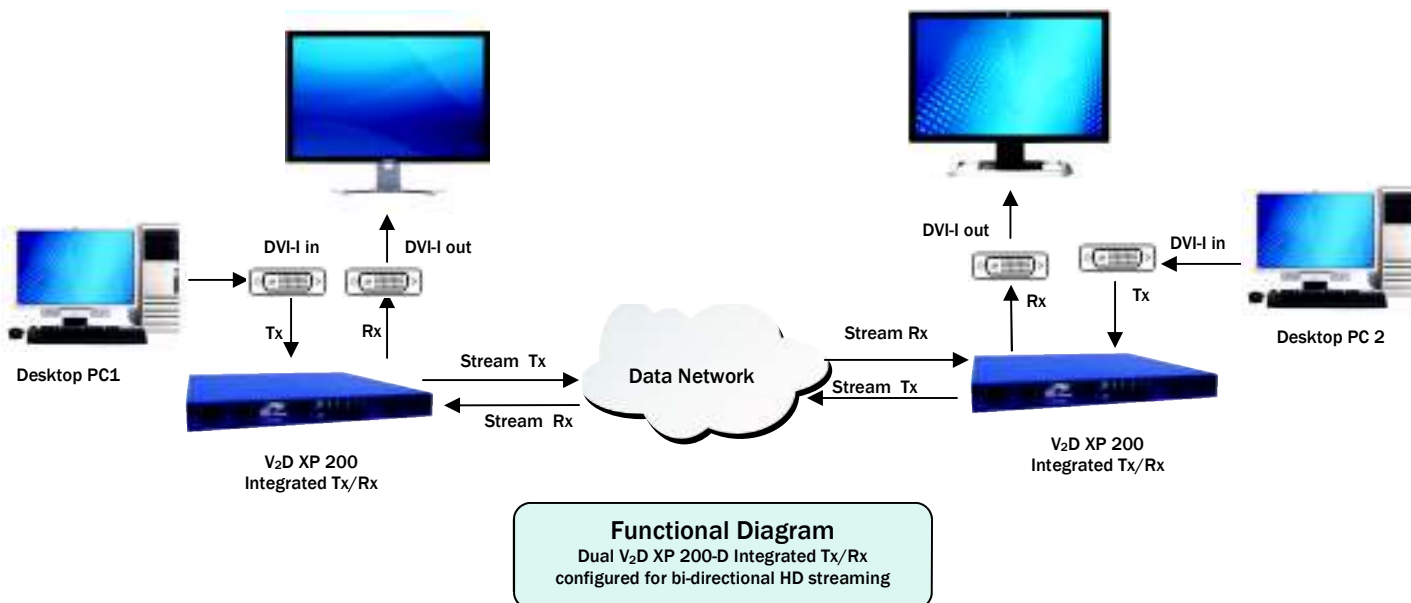 DVI-I in
DVI-I out
Tx
Rx
Desktop PC1
Stream Tx
Stream Rx
V₂D XP 200
Integrated Tx/Rx
Data Network
Stream Rx
Stream Tx
DVI-I out
DVI-I in
Rx
Tx
Desktop PC 2
V₂D XP 200
Integrated Tx/Rx
Functional Diagram
Dual V₂D XP 200-D Integrated Tx/Rx
configured for bi-directional HD streaming